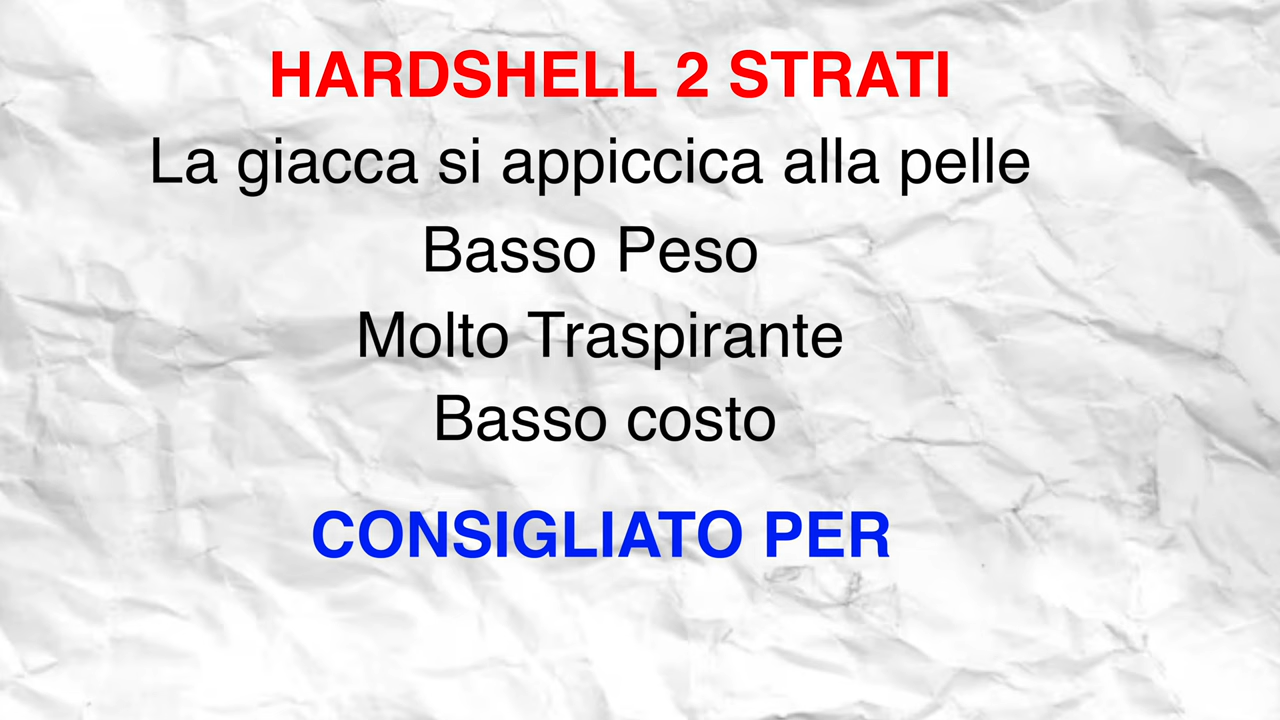 HARDSHELL 2 STRATI
La giacca si appiccica alla pelle
Basso Peso
Molto Traspirante
Basso costo
CONSIGLIATO PER